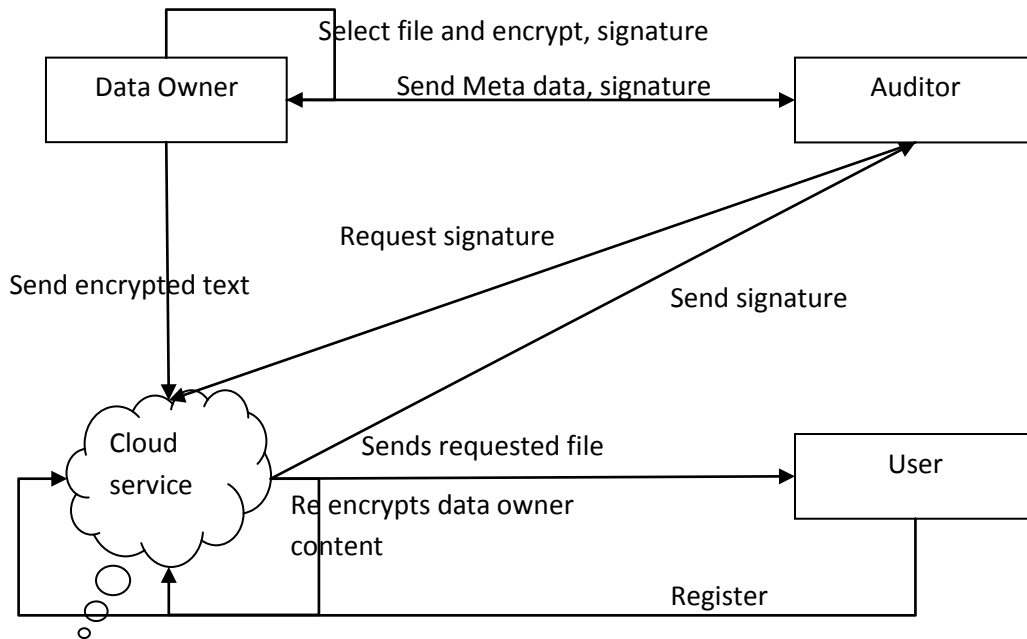 Select file and encrypt, signature
Data Owner
Send Meta data, signature
Auditor
Request signature
Send encrypted text
Send signature
Cloud
service
Sends requested file
User
Re encrypts data owner
content
Register